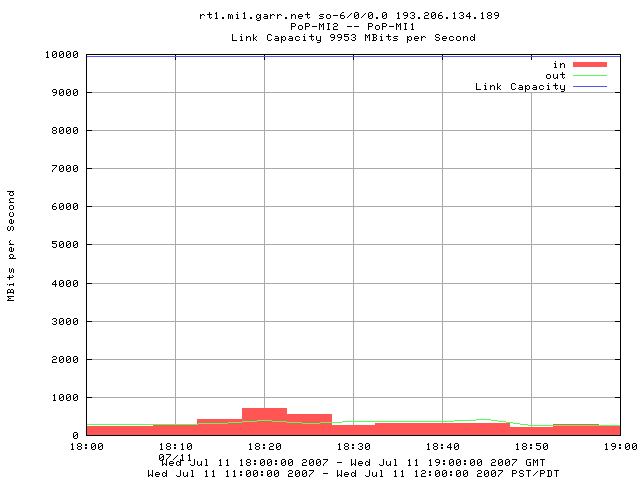 rt1.mi1.garr.net so-6/0/0.0 193.206.134.189
PoP-MI2 -- PoP-MI1
Link Capacity 9953 MBits per Second
in
out
Link Capacity
10000
9000
8000
7000
6000
5000
4000
3000
2000
1000
0
MBits per Second
18:00 18:10 18:20 18:30 18:40 18:50 19:00
07/11
Wed Jul 11 18:00:00 2007 - Wed Jul 11 19:00:00 2007 GMT
Wed Jul 11 11:00:00 2007 - Wed Jul 11 12:00:00 2007 PST/PDT